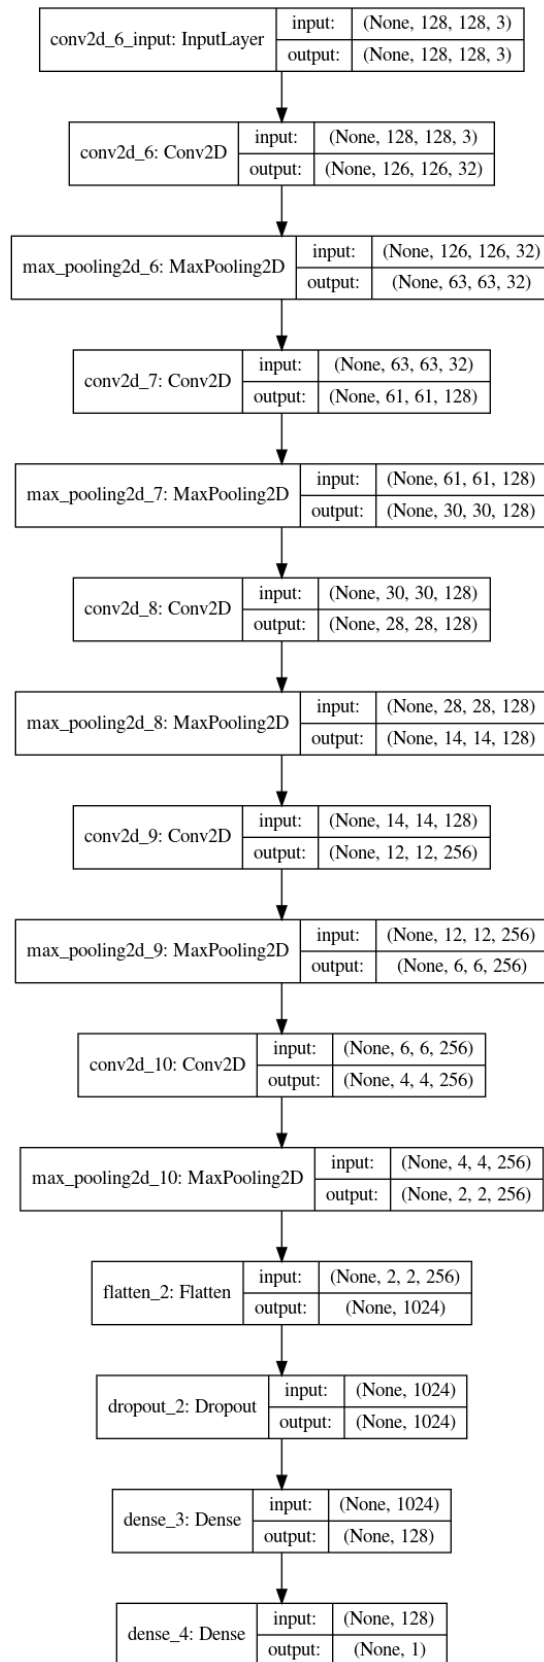 conv2d_6_input: InputLayer
input: (None, 128, 128, 3)
output: (None, 128, 128, 3)
conv2d_6: Conv2D
input: (None, 128, 128, 3)
output: (None, 126, 126, 32)
max_pooling2d_6: MaxPooling2D
input: (None, 126, 126, 32)
output: (None, 63, 63, 32)
conv2d_7: Conv2D
input: (None, 63, 63, 32)
output: (None, 61, 61, 128)
max_pooling2d_7: MaxPooling2D
input: (None, 61, 61, 128)
output: (None, 30, 30, 128)
conv2d_8: Conv2D
input: (None, 30, 30, 128)
output: (None, 28, 28, 128)
max_pooling2d_8: MaxPooling2D
input: (None, 28, 28, 128)
output: (None, 14, 14, 128)
conv2d_9: Conv2D
input: (None, 14, 14, 128)
output: (None, 12, 12, 256)
max_pooling2d_9: MaxPooling2D
input: (None, 12, 12, 256)
output: (None, 6, 6, 256)
conv2d_10: Conv2D
input: (None, 6, 6, 256)
output: (None, 4, 4, 256)
max_pooling2d_10: MaxPooling2D
input: (None, 4, 4, 256)
output: (None, 2, 2, 256)
flatten_2: Flatten
input: (None, 2, 2, 256)
output: (None, 1024)
dropout_2: Dropout
input: (None, 1024)
output: (None, 1024)
dense_3: Dense
input: (None, 1024)
output: (None, 128)
dense_4: Dense
input: (None, 128)
output: (None, 1)